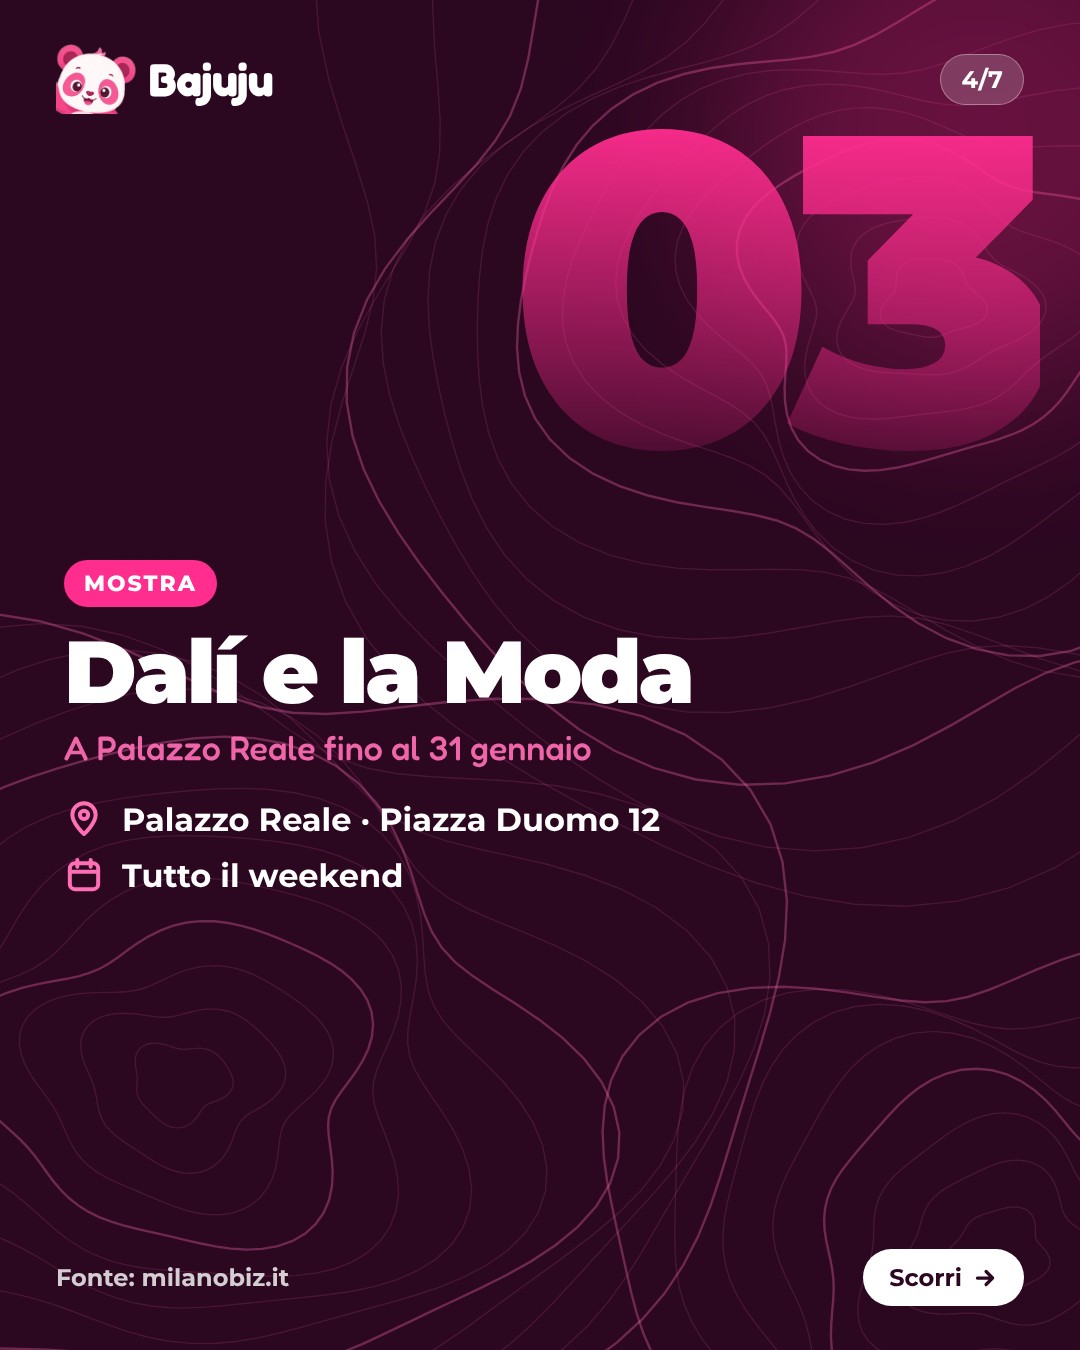 Bajuju
4/7
03
MOSTRA
Dalí e la Moda
A Palazzo Reale fino al 31 gennaio
Palazzo Reale · Piazza Duomo 12
Tutto il weekend
Fonte: milanobiz.it
Scorri →